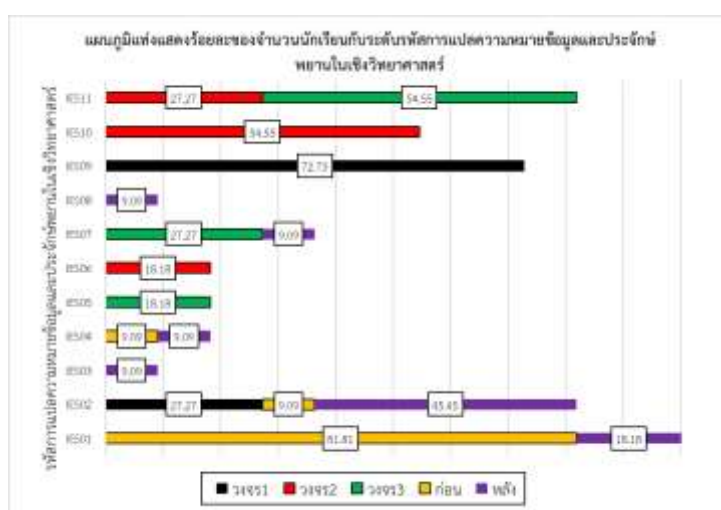 แผนภูมิแท่งแสดงร้อยละของจำนวนนักเรียนกับระดับรหัสการแปลความหมายข้อมูลและประจักษ์
พยานในเชิงวิทยาศาสตร์
รหัสการแปลความหมายข้อมูลและประจักษ์พยานในเชิงวิทยาศาสตร์
IES11 27.27 54.55
IES10 54.55
IES09 72.73
IES08 9.09
IES07 27.27 9.09
IES06 18.18
IES05 18.18
IES04 9.09 9.09
IES03 9.09
IES02 27.27 9.09 45.45
IES01 81.81 18.18
วงจร1 วงจร2 วงจร3 ก่อน หลัง